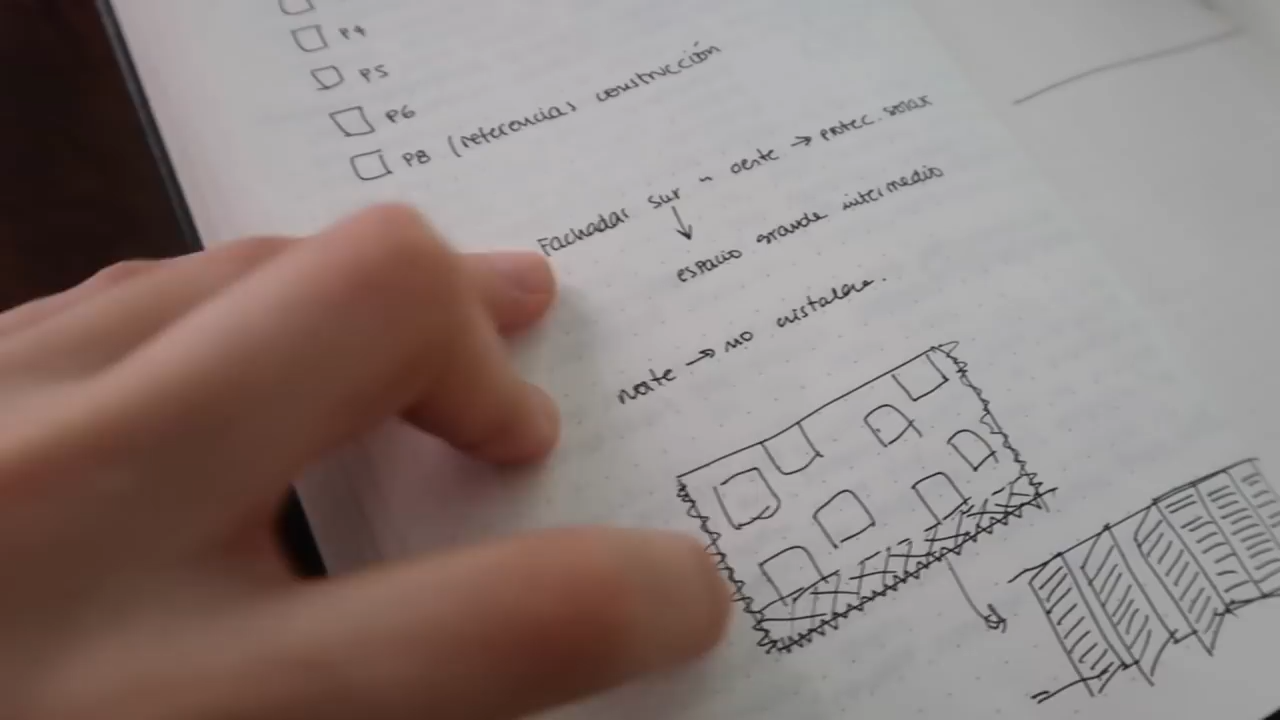 P4
P5
P6
P8 (referencias construcción
Fachadas sur y oeste → protec. solar
↓
espacio grande intermedio
norte → no cristalera.